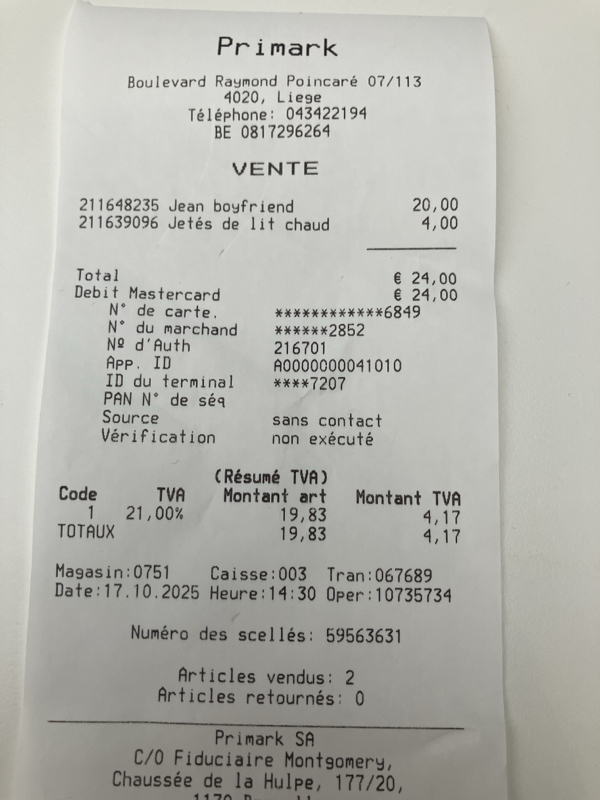 Primark
Boulevard Raymond Poincaré 07/113
4020, Liege
Téléphone: 043422194
BE 0817296264
VENTE
211648235 Jean boyfriend 20,00
211639096 Jetés de lit chaud 4,00
Total € 24,00
Debit Mastercard € 24,00
N° de carte. ************6849
N° du marchand ******2852
Nº d'Auth 216701
App. ID A0000000041010
ID du terminal ****7207
PAN N° de séq
Source sans contact
Vérification non exécuté
(Résumé TVA)
Code TVA Montant art Montant TVA
1 21,00% 19,83 4,17
TOTAUX 19,83 4,17
Magasin:0751 Caisse:003 Tran:067689
Date:17.10.2025 Heure:14:30 Oper:10735734
Numéro des scellés: 59563631
Articles vendus: 2
Articles retournés: 0
Primark SA
C/O Fiduciaire Montgomery,
Chaussée de la Hulpe, 177/20,